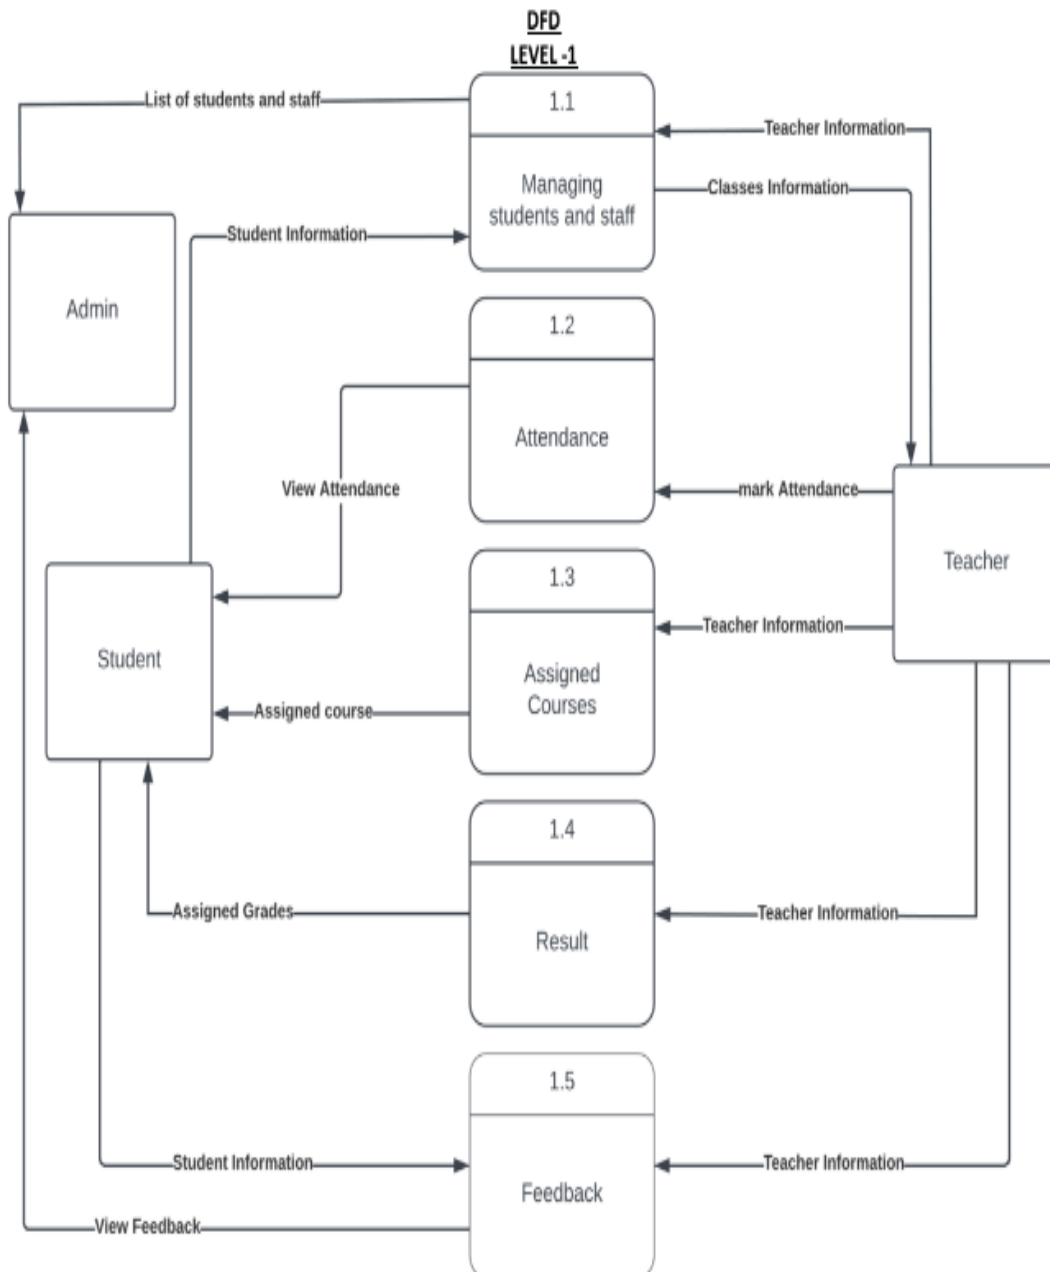 DFD
LEVEL -1
List of students and staff
1.1
Teacher Information
Managing
students and staff
Classes Information
Student Information
Admin
1.2
Attendance
View Attendance
mark Attendance
Teacher
1.3
Teacher Information
Student
Assigned
Courses
Assigned course
1.4
Assigned Grades
Teacher Information
Result
1.5
Student Information
Teacher Information
Feedback
View Feedback